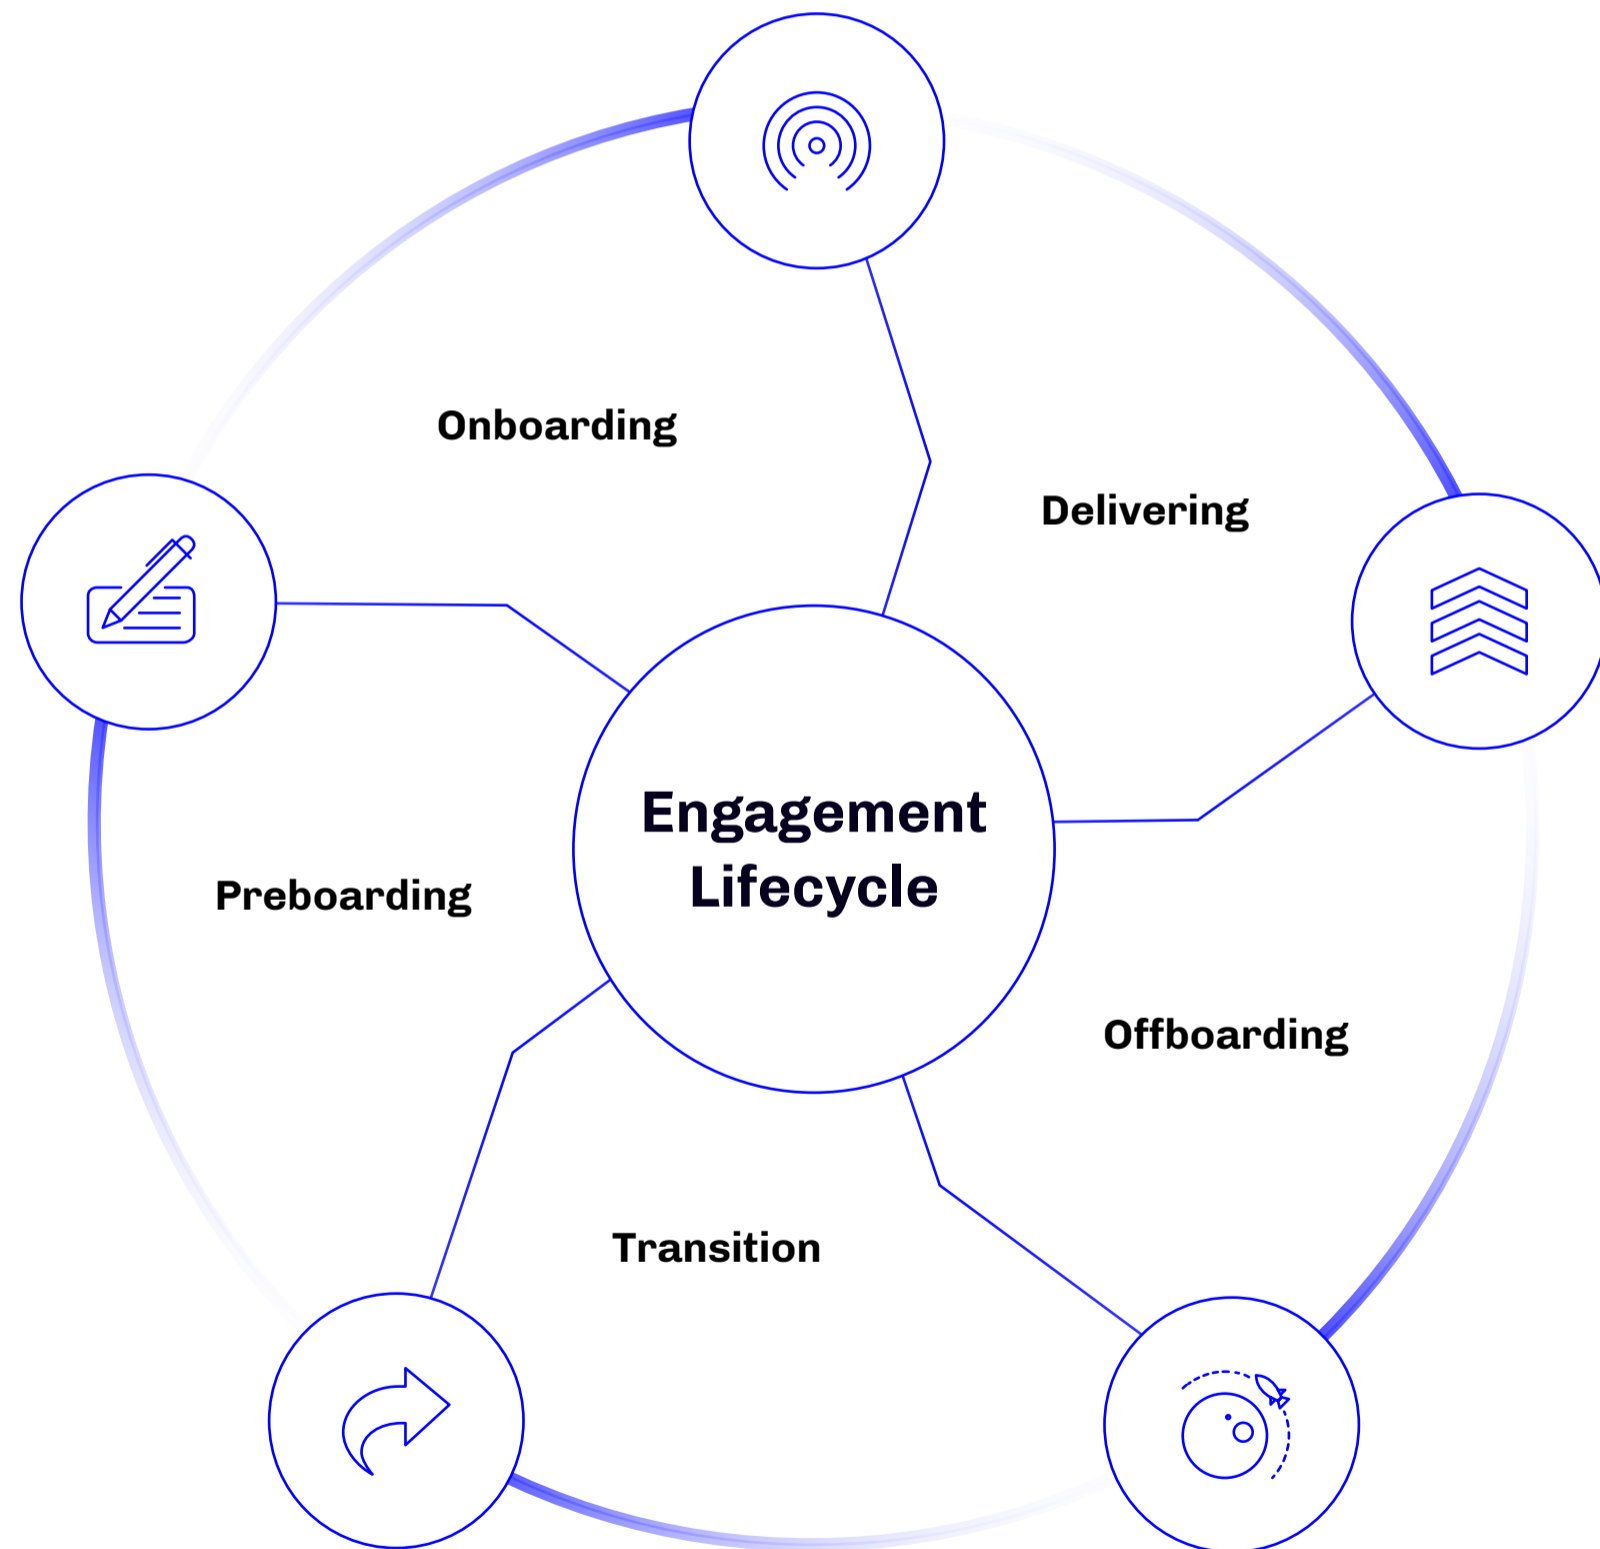 Onboarding
Delivering
Engagement
Lifecycle
Preboarding
Offboarding
Transition